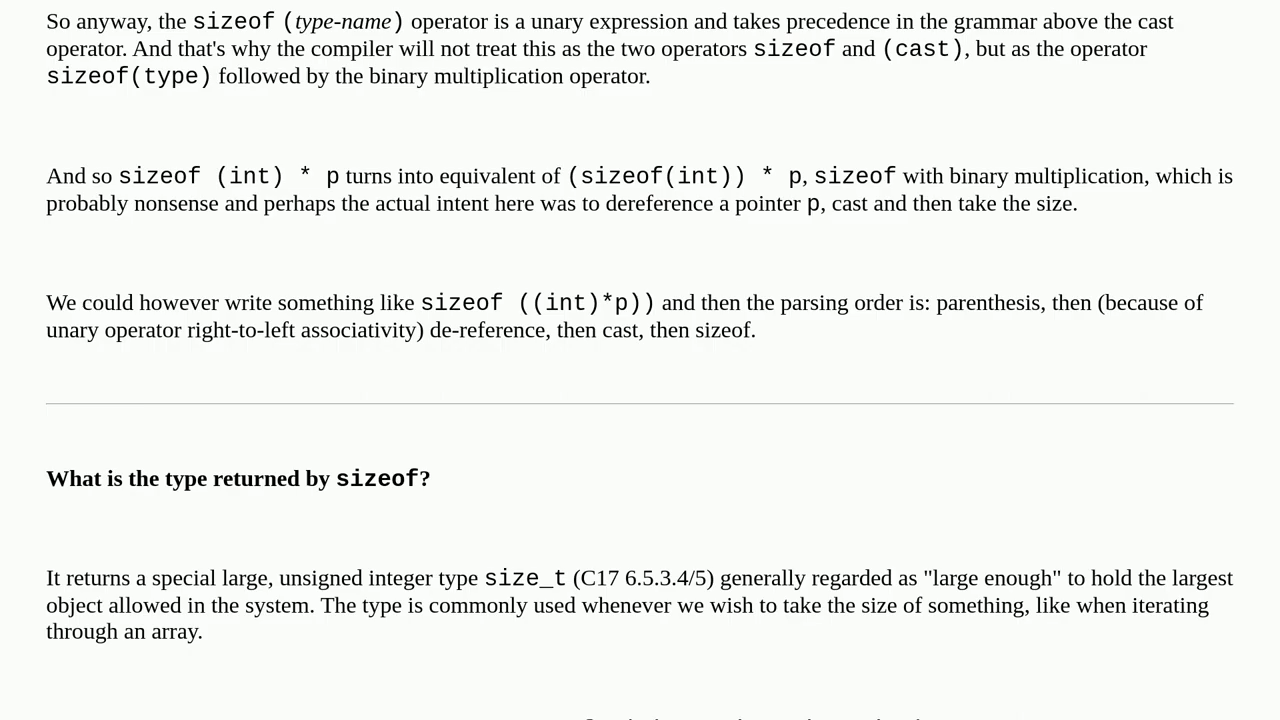 So anyway, the sizeof (type-name) operator is a unary expression and takes precedence in the grammar above the cast
operator. And that's why the compiler will not treat this as the two operators sizeof and (cast), but as the operator
sizeof(type) followed by the binary multiplication operator.
And so sizeof (int) * p turns into equivalent of (sizeof(int)) * p, sizeof with binary multiplication, which is
probably nonsense and perhaps the actual intent here was to dereference a pointer p, cast and then take the size.
We could however write something like sizeof ((int)*p)) and then the parsing order is: parenthesis, then (because of
unary operator right-to-left associativity) de-reference, then cast, then sizeof.
What is the type returned by sizeof?
It returns a special large, unsigned integer type size_t (C17 6.5.3.4/5) generally regarded as "large enough" to hold the largest
object allowed in the system. The type is commonly used whenever we wish to take the size of something, like when iterating
through an array.